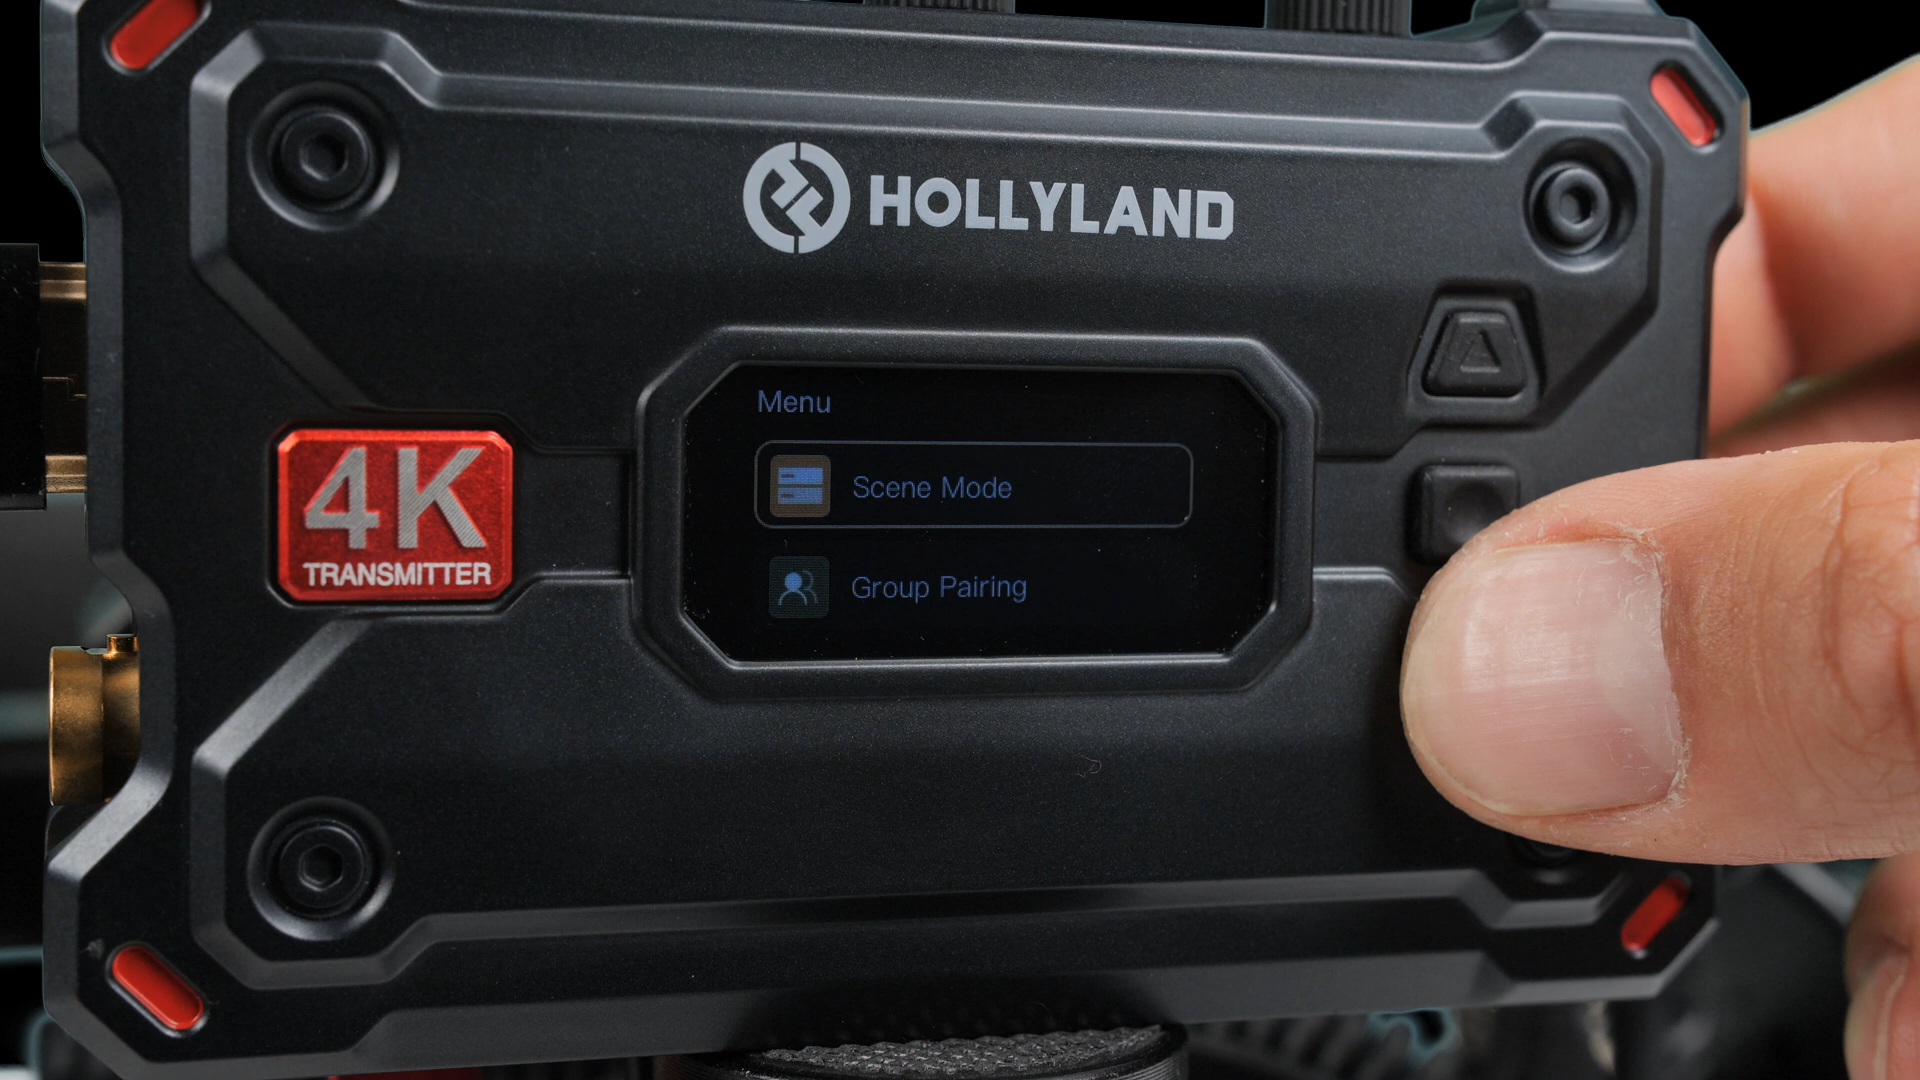 HOLLYLAND
Menu
Scene Mode
Group Pairing
4K
TRANSMITTER